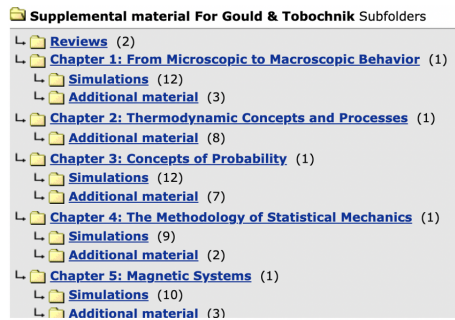 Supplemental material For Gould & Tobochnik Subfolders
Reviews (2)
Chapter 1: From Microscopic to Macroscopic Behavior (1)
Simulations (12)
Additional material (3)
Chapter 2: Thermodynamic Concepts and Processes (1)
Additional material (8)
Chapter 3: Concepts of Probability (1)
Simulations (12)
Additional material (7)
Chapter 4: The Methodology of Statistical Mechanics (1)
Simulations (9)
Additional material (2)
Chapter 5: Magnetic Systems (1)
Simulations (10)
Additional material (3)